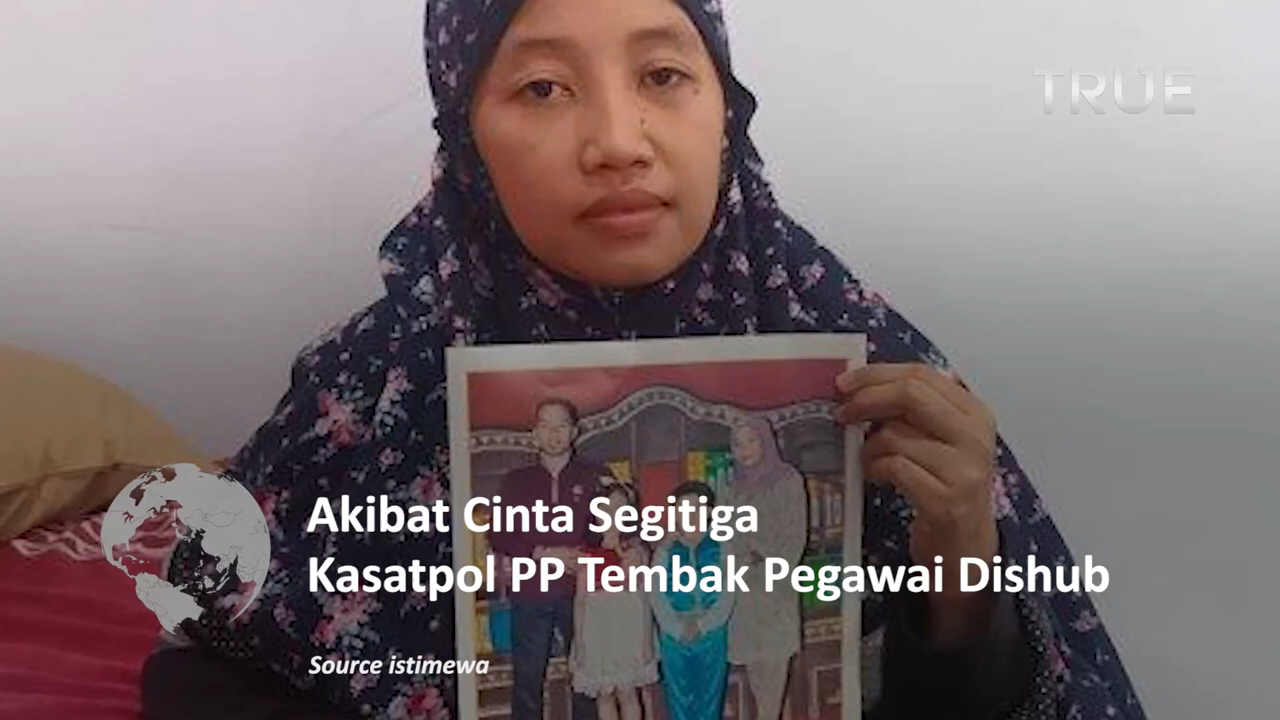 TRUE
Akibat Cinta Segitiga
Kasatpol PP Tembak Pegawai Dishub
Source istimewa